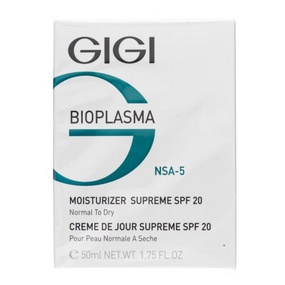 GIGI
BIOPLASMA
NSA-5
MOISTURIZER SUPREME SPF 20
Normal To Dry
CREME DE JOUR SUPREME SPF 20
Pour Peau Normale A Seche
℮ 50ml NET.WT. 1.75 FL.OZ